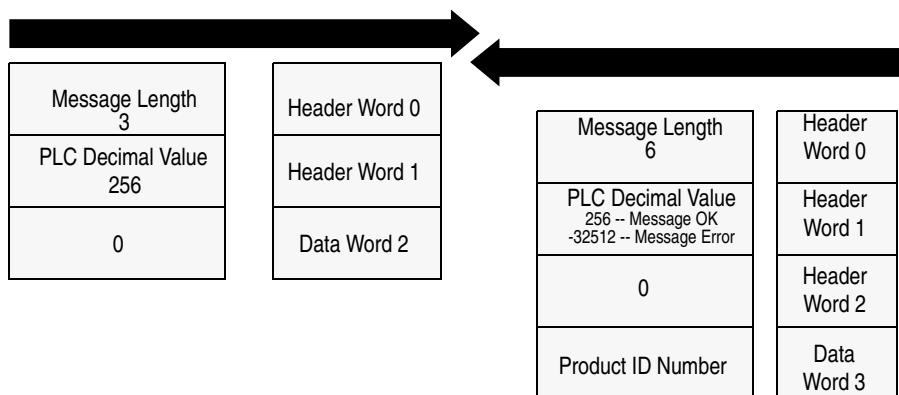 Message Length
3
Header Word 0
PLC Decimal Value
256
Header Word 1
0
Data Word 2
Message Length
6
Header
Word 0
PLC Decimal Value
256 -- Message OK
-32512 -- Message Error
Header
Word 1
0
Header
Word 2
Product ID Number
Data
Word 3